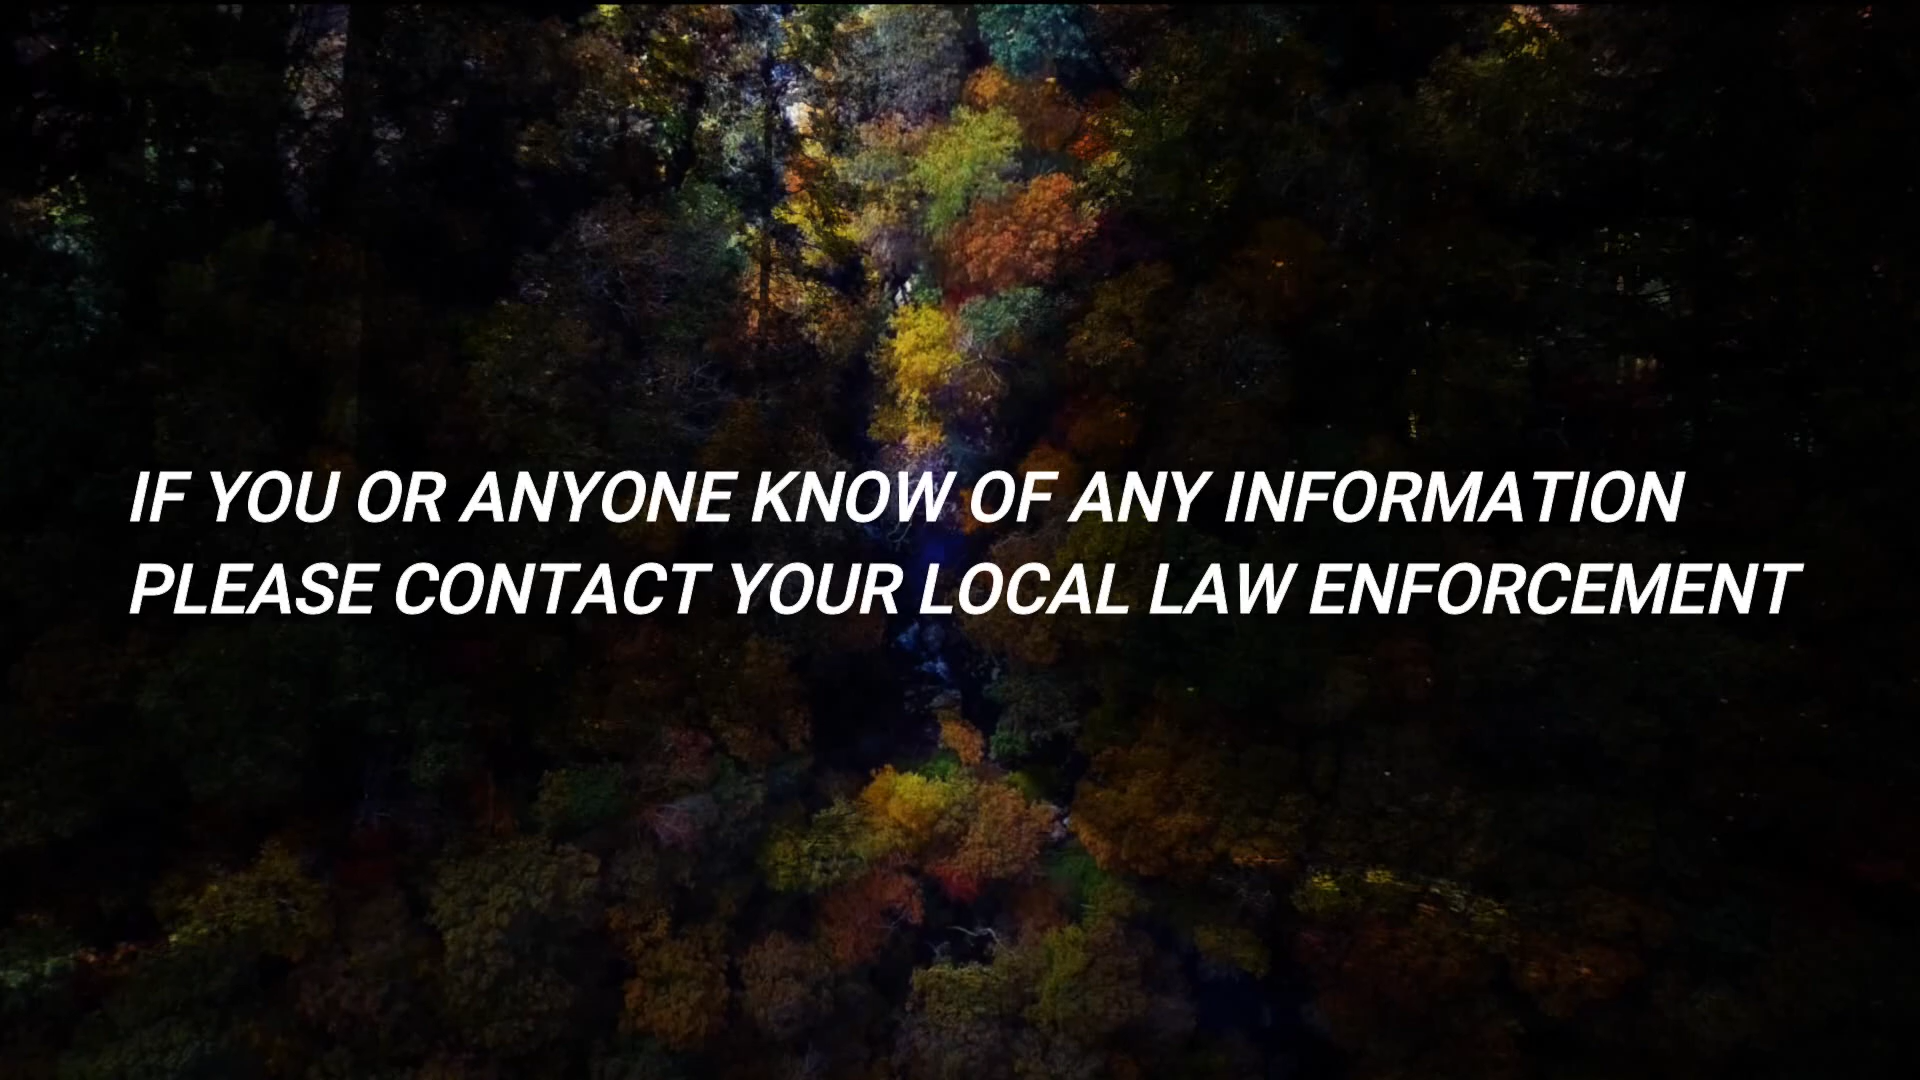 IF YOU OR ANYONE KNOW OF ANY INFORMATION
PLEASE CONTACT YOUR LOCAL LAW ENFORCEMENT